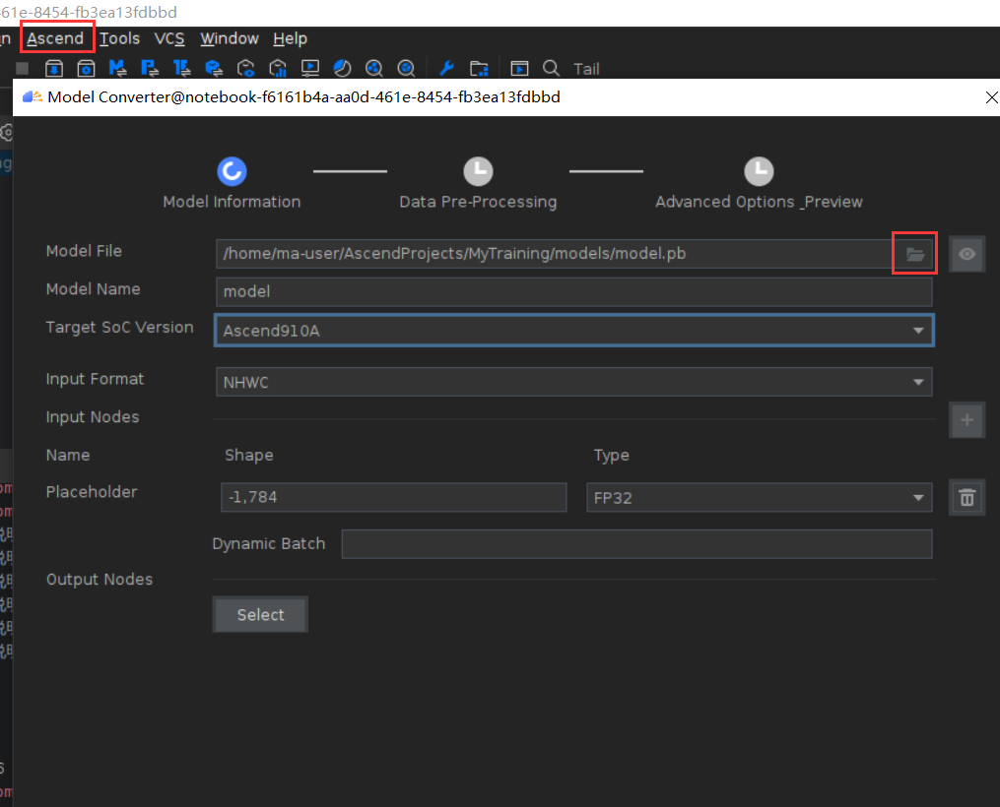 461e-8454-fb3ea13fdbbd
Ascend Tools VCS Window Help
Tail
Model Converter@notebook-f6161b4a-aa0d-461e-8454-fb3ea13fdbbd
Model Information
Data Pre-Processing
Advanced Options _Preview
Model File
/home/ma-user/AscendProjects/MyTraining/models/model.pb
Model Name
model
Target SoC Version
Ascend910A
Input Format
NHWC
Input Nodes
Name Shape Type
Placeholder
-1,784
FP32
Dynamic Batch
Output Nodes
Select